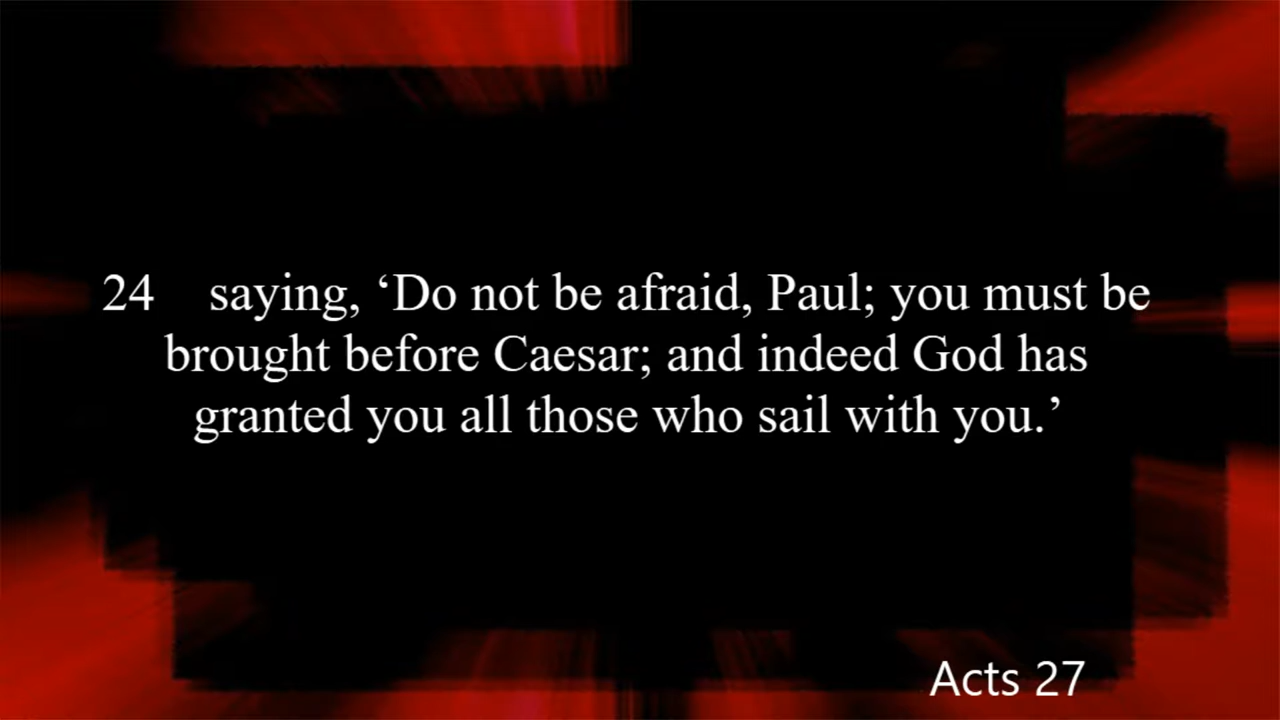 24 saying, ‘Do not be afraid, Paul; you must be
brought before Caesar; and indeed God has
granted you all those who sail with you.’
Acts 27